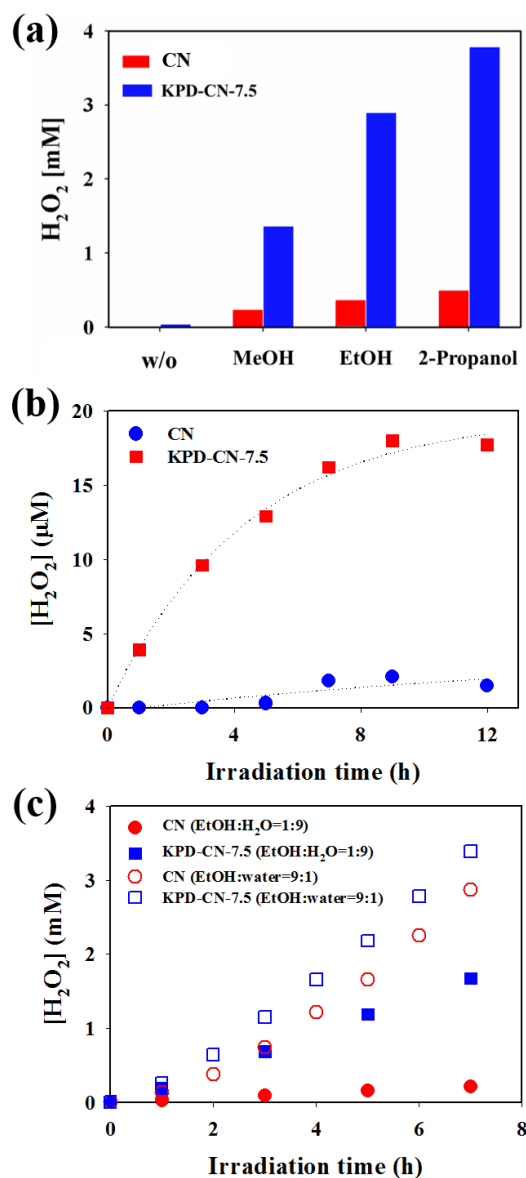 (a)
H₂O₂ [mM]
4
3
2
1
0
CN
KPD-CN-7.5
w/o MeOH EtOH 2-Propanol
(b)
[H₂O₂] (μM)
20
15
10
5
0
CN
KPD-CN-7.5
0 4 8 12
Irradiation time (h)
(c)
[H₂O₂] (mM)
4
3
2
1
0
CN (EtOH:H₂O=1:9)
KPD-CN-7.5 (EtOH:H₂O=1:9)
CN (EtOH:water=9:1)
KPD-CN-7.5 (EtOH:water=9:1)
0 2 4 6 8
Irradiation time (h)